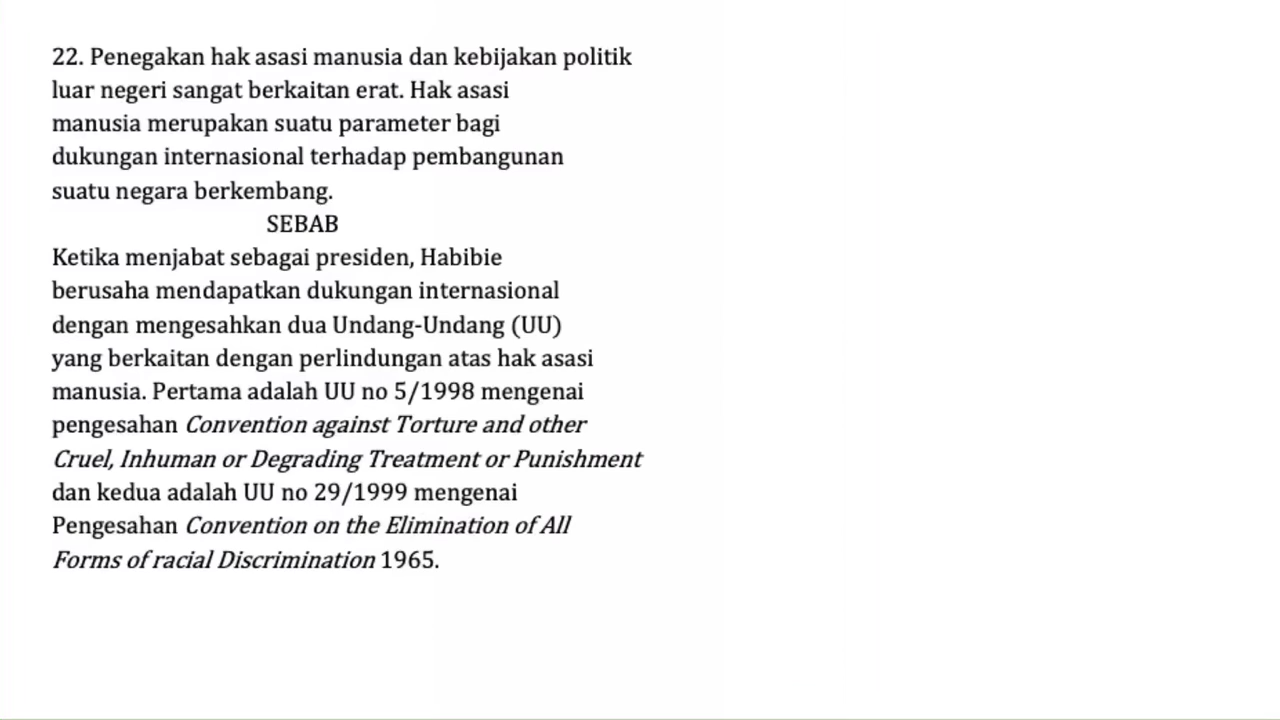 22. Penegakan hak asasi manusia dan kebijakan politik
luar negeri sangat berkaitan erat. Hak asasi
manusia merupakan suatu parameter bagi
dukungan internasional terhadap pembangunan
suatu negara berkembang.
SEBAB
Ketika menjabat sebagai presiden, Habibie
berusaha mendapatkan dukungan internasional
dengan mengesahkan dua Undang-Undang (UU)
yang berkaitan dengan perlindungan atas hak asasi
manusia. Pertama adalah UU no 5/1998 mengenai
pengesahan Convention against Torture and other
Cruel, Inhuman or Degrading Treatment or Punishment
dan kedua adalah UU no 29/1999 mengenai
Pengesahan Convention on the Elimination of All
Forms of racial Discrimination 1965.